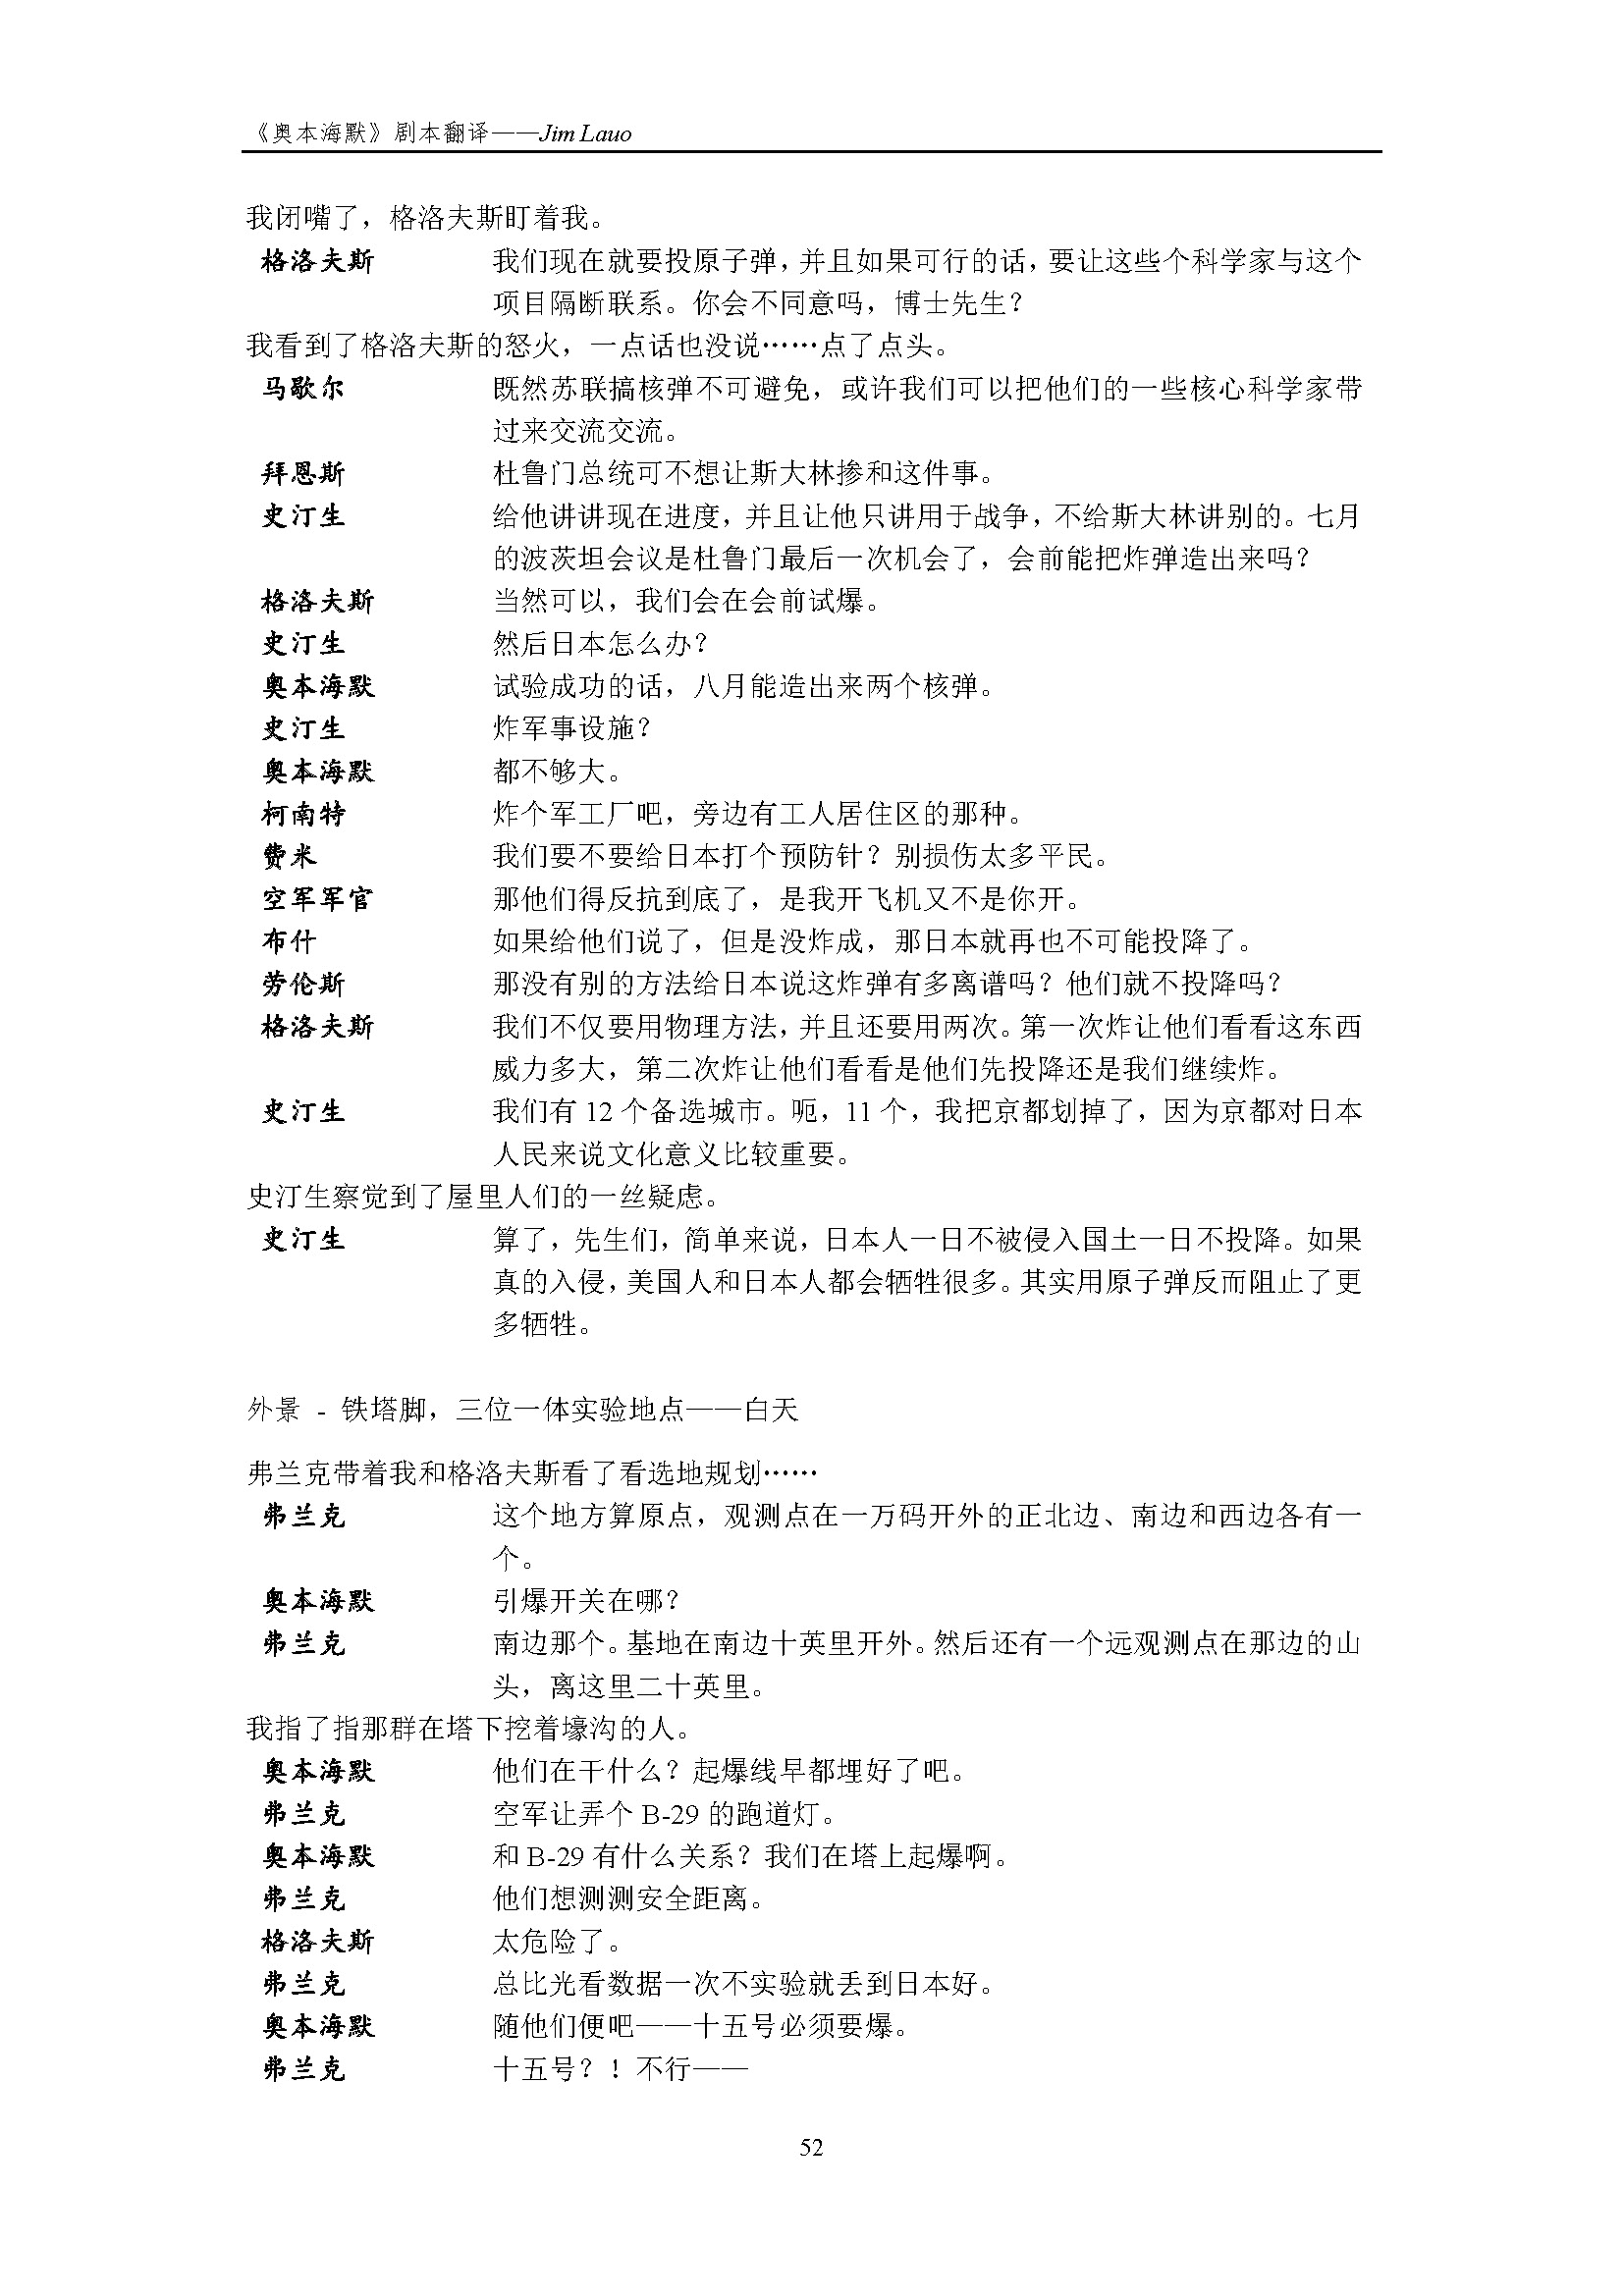 《奥本海默》剧本翻译——Jim Lauo
我闭嘴了，格洛夫斯盯着我。
格洛夫斯 我们现在就要投原子弹，并且如果可行的话，要让这些个科学家与这个
项目隔断联系。你会不同意吗，博士先生？
我看到了格洛夫斯的怒火，一点话也没说……点了点头。
马歇尔 既然苏联搞核弹不可避免，或许我们可以把他们的一些核心科学家带
过来交流交流。
拜恩斯 杜鲁门总统可不想让斯大林掺和这件事。
史汀生 给他讲讲现在进度，并且让他只讲用于战争，不给斯大林讲别的。七月
的波茨坦会议是杜鲁门最后一次机会了，会前能把炸弹造出来吗？
格洛夫斯 当然可以，我们会在会前试爆。
史汀生 然后日本怎么办？
奥本海默 试验成功的话，八月能造出来两个核弹。
史汀生 炸军事设施？
奥本海默 都不够大。
柯南特 炸个军工厂吧，旁边有工人居住区的那种。
费米 我们要不要给日本打个预防针？别损伤太多平民。
空军军官 那他们得反抗到底了，是我开飞机又不是你开。
布什 如果给他们说了，但是没炸成，那日本就再也不可能投降了。
劳伦斯 那没有别的方法给日本说这炸弹有多离谱吗？他们就不投降吗？
格洛夫斯 我们不仅要用物理方法，并且还要用两次。第一次炸让他们看看这东西
威力多大，第二次炸让他们看看是他们先投降还是我们继续炸。
史汀生 我们有 12 个备选城市。呃，11 个，我把京都划掉了，因为京都对日本
人民来说文化意义比较重要。
史汀生察觉到了屋里人们的一丝疑虑。
史汀生 算了，先生们，简单来说，日本人一日不被侵入国土一日不投降。如果
真的入侵，美国人和日本人都会牺牲很多。其实用原子弹反而阻止了更
多牺牲。
外景 - 铁塔脚，三位一体实验地点——白天
弗兰克带着我和格洛夫斯看了看选地规划……
弗兰克 这个地方算原点，观测点在一万码开外的正北边、南边和西边各有一
个。
奥本海默 引爆开关在哪？
弗兰克 南边那个。基地在南边十英里开外。然后还有一个远观测点在那边的山
头，离这里二十英里。
我指了指那群在塔下挖着壕沟的人。
奥本海默 他们在干什么？起爆线早都埋好了吧。
弗兰克 空军让弄个 B-29 的跑道灯。
奥本海默 和 B-29 有什么关系？我们在塔上起爆啊。
弗兰克 他们想测测安全距离。
格洛夫斯 太危险了。
弗兰克 总比光看数据一次不实验就丢到日本好。
奥本海默 随他们便吧——十五号必须要爆。
弗兰克 十五号？！不行——
52